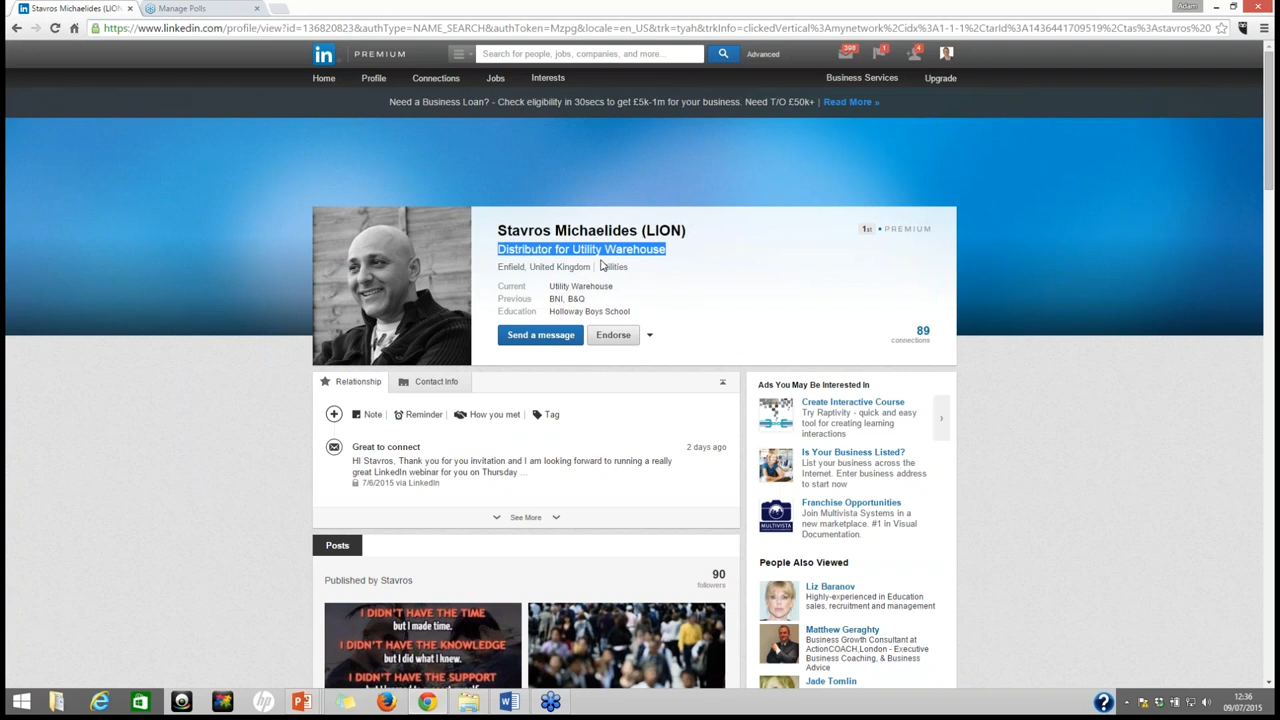 Stavros Michaelides (LION)
Manage Polls
Adam
https://www.linkedin.com/profile/view?id=136820823&authType=NAME_SEARCH&authToken=Mzpg&locale=en_US&trk=tyah&trkInfo=clickedVertical%3Amynetwork%2Cidx%3A1-1-1%2CtarId%3A1436441709519%2Ctas%3Astavros%20
in PREMIUM
Search for people, jobs, companies, and more...
Advanced
398
1
4
Home Profile Connections Jobs Interests
Business Services Upgrade
Need a Business Loan? - Check eligibility in 30secs to get £5k-1m for your business. Need T/O £50k+ | Read More »
Stavros Michaelides (LION)
1st • PREMIUM
Distributor for Utility Warehouse
Enfield, United Kingdom | Utilities
Current Utility Warehouse
Previous BNI, B&Q
Education Holloway Boys School
Send a message Endorse
89
connections
Relationship Contact Info
Note Reminder How you met Tag
Great to connect 2 days ago
HI Stavros, Thank you for you invitation and I am looking forward to running a really
great LinkedIn webinar for you on Thursday ...
7/6/2015 via LinkedIn
See More
Posts
Published by Stavros
90
followers
I DIDN'T HAVE THE TIME
but I made time.
I DIDN'T HAVE THE KNOWLEDGE
but I did what I knew.
I DIDN'T HAVE THE SUPPORT
Ads You May Be Interested In
Create Interactive Course
Try Raptivity - quick and easy
tool for creating learning
interactions
Is Your Business Listed?
List your business across the
Internet. Enter business address
to start now
MULTIVISTA
Franchise Opportunities
Join Multivista Systems in a
new marketplace. #1 in Visual
Documentation.
People Also Viewed
Liz Baranov
Highly-experienced in Education
sales, recruitment and management
Matthew Geraghty
Business Growth Consultant at
ActionCOACH,London - Executive
Business Coaching, & Business
Advice
Jade Tomlin
12:36
09/07/2015